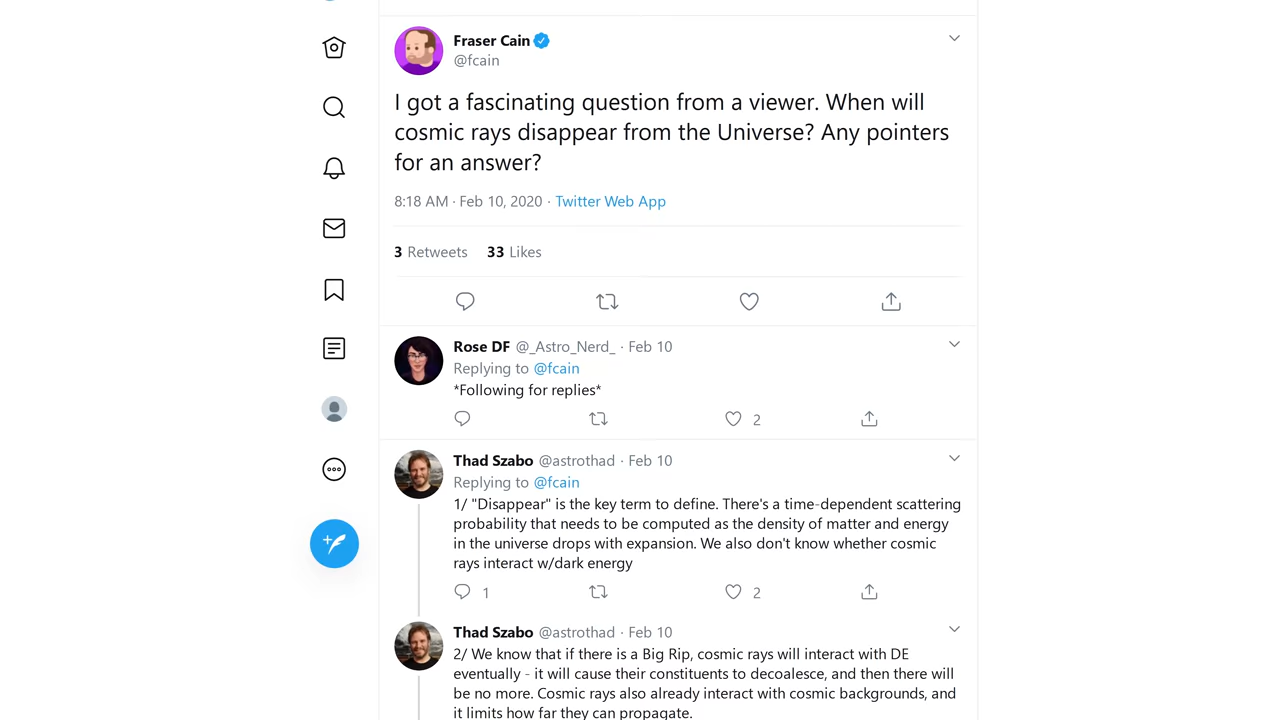 Fraser Cain
@fcain
I got a fascinating question from a viewer. When will
cosmic rays disappear from the Universe? Any pointers
for an answer?
8:18 AM · Feb 10, 2020 · Twitter Web App
3 Retweets 33 Likes
Rose DF @_Astro_Nerd_ · Feb 10
Replying to @fcain
*Following for replies*
2
Thad Szabo @astrothad · Feb 10
Replying to @fcain
1/ "Disappear" is the key term to define. There's a time-dependent scattering
probability that needs to be computed as the density of matter and energy
in the universe drops with expansion. We also don't know whether cosmic
rays interact w/dark energy
1 2
Thad Szabo @astrothad · Feb 10
2/ We know that if there is a Big Rip, cosmic rays will interact with DE
eventually - it will cause their constituents to decoalesce, and then there will
be no more. Cosmic rays also already interact with cosmic backgrounds, and
it limits how far they can propagate.